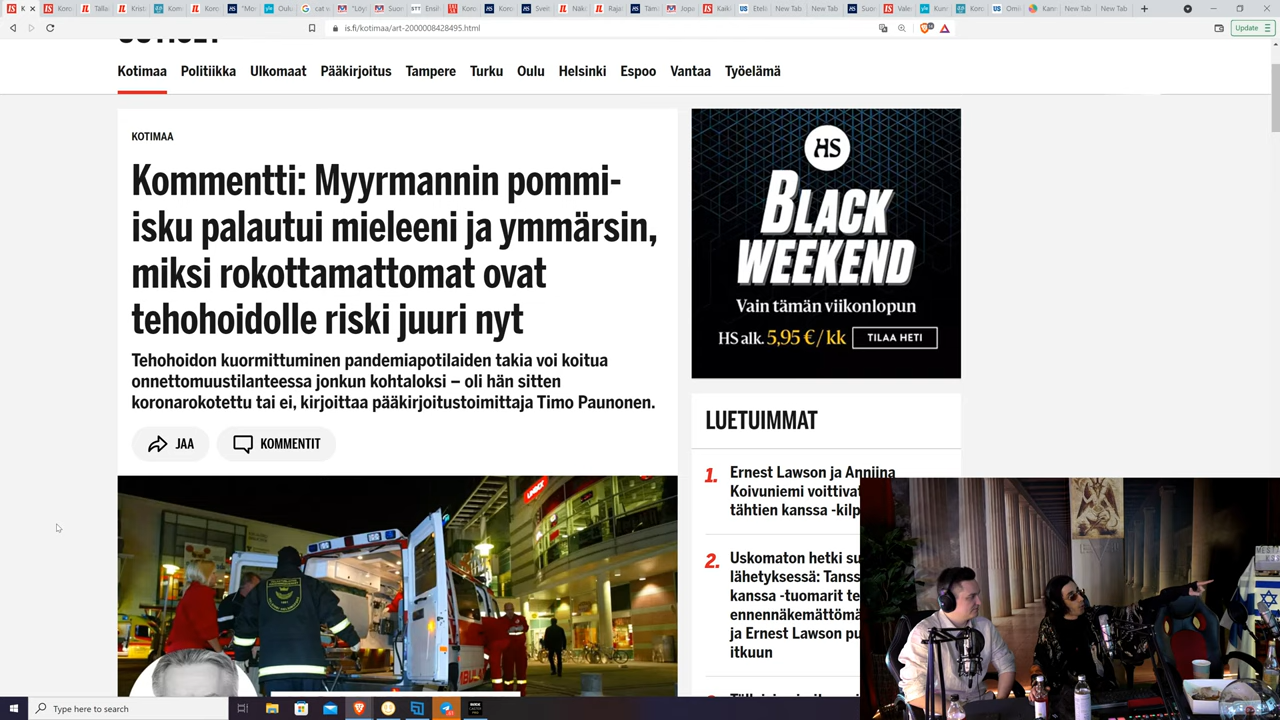 Update
is.fi/kotimaa/art-2000008428495.html
Kotimaa Politiikka Ulkomaat Pääkirjoitus Tampere Turku Oulu Helsinki Espoo Vantaa Työelämä
KOTIMAA
Kommentti: Myyrmannin pommi-
isku palautui mieleeni ja ymmärsin,
miksi rokottamattomat ovat
tehohoidolle riski juuri nyt
Tehohoidon kuormittuminen pandemiapotilaiden takia voi koitua
onnettomuustilanteessa jonkun kohtaloksi – oli hän sitten
koronarokotettu tai ei, kirjoittaa pääkirjoitustoimittaja Timo Paunonen.
JAA KOMMENTIT
HS
BLACK
WEEKEND
Vain tämän viikonlopun
HS alk. 5,95 €/kk TILAA HETI
LUETUIMMAT
1. Ernest Lawson ja Anniina
Koivuniemi voittivat
tähtien kanssa -kilp
2. Uskomaton hetki su
lähetyksessä: Tanss
kanssa -tuomarit te
ennennäkemättömä
ja Ernest Lawson pu
itkuun
Type here to search